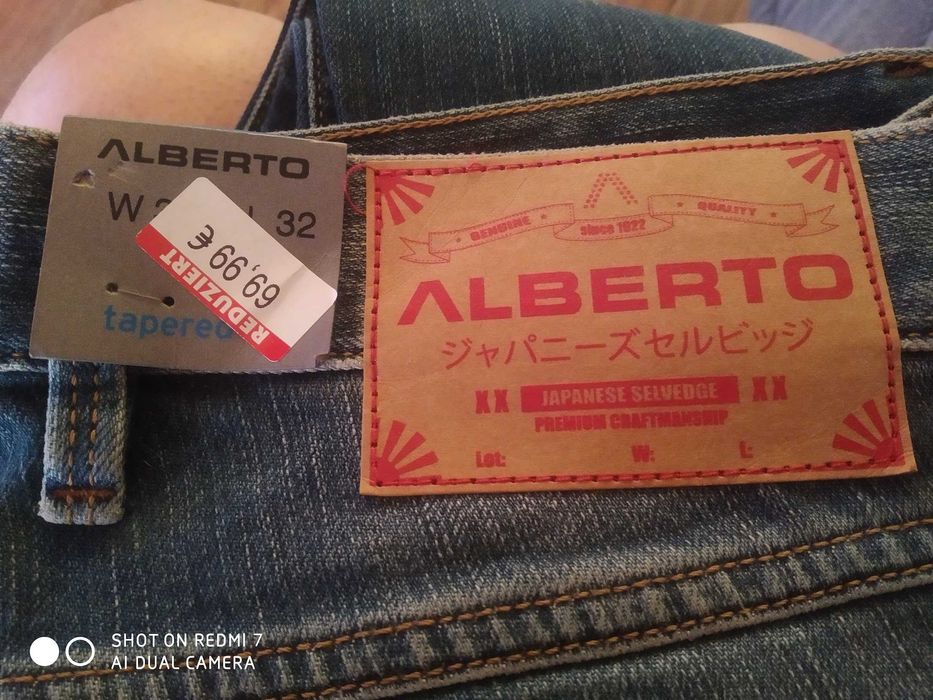 ALBERTO
W 32
69,99 €
REDUZIERT
tapered
GENUINE
since 1922
QUALITY
ALBERTO
ジャパニーズセルビッジ
XX JAPANESE SELVEDGE XX
PREMIUM CRAFTMANSHIP
Lot: W: L:
SHOT ON REDMI 7
AI DUAL CAMERA